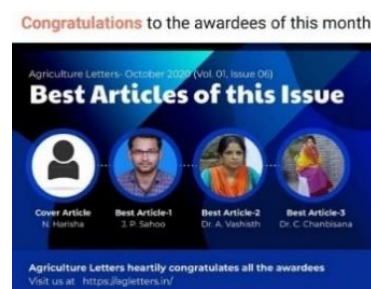 Congratulations to the awardees of this month
Agriculture Letters- October 2020 (Vol. 01, Issue 06)
Best Articles of this Issue
Cover Article
N. Harisha
Best Article-1
J. P. Sahoo
Best Article-2
Dr. A. Vashisth
Best Article-3
Dr. C. Chanbisana
Agriculture Letters heartily congratulates all the awardees
Visit us at https://agletters.in/